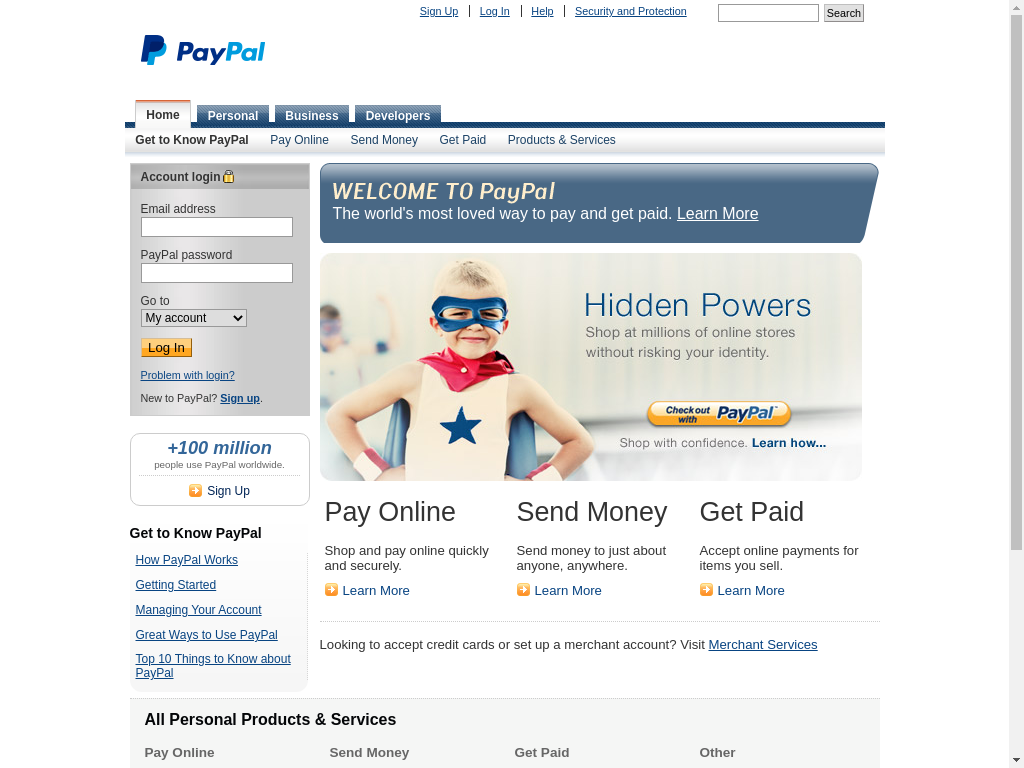 Sign Up
Log In
Help
Security and Protection
Search
PayPal
Home
Personal
Business
Developers
Get to Know PayPal
Pay Online
Send Money
Get Paid
Products & Services
Account login
Email address
PayPal password
Go to
My account
Log In
Problem with login?
New to PayPal? Sign up.
+100 million
people use PayPal worldwide.
Sign Up
Get to Know PayPal
How PayPal Works
Getting Started
Managing Your Account
Great Ways to Use PayPal
Top 10 Things to Know about
PayPal
WELCOME TO PayPal
The world's most loved way to pay and get paid. Learn More
Hidden Powers
Shop at millions of online stores
without risking your identity.
Check out
with PayPal™
Shop with confidence. Learn how...
Pay Online
Shop and pay online quickly
and securely.
Learn More
Send Money
Send money to just about
anyone, anywhere.
Learn More
Get Paid
Accept online payments for
items you sell.
Learn More
Looking to accept credit cards or set up a merchant account? Visit Merchant Services
All Personal Products & Services
Pay Online
Send Money
Get Paid
Other